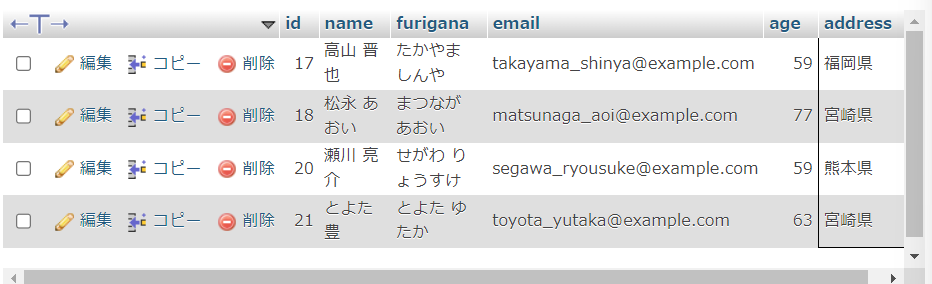 id name furigana email age address
編集 コピー 削除 17 高山 晋也 たかやま しんや takayama_shinya@example.com 59 福岡県
編集 コピー 削除 18 松永 あおい まつなが あおい matsunaga_aoi@example.com 77 宮崎県
編集 コピー 削除 20 瀬川 亮介 せがわ りょうすけ segawa_ryousuke@example.com 59 熊本県
編集 コピー 削除 21 とよた 豊 とよた ゆたか toyota_yutaka@example.com 63 宮崎県